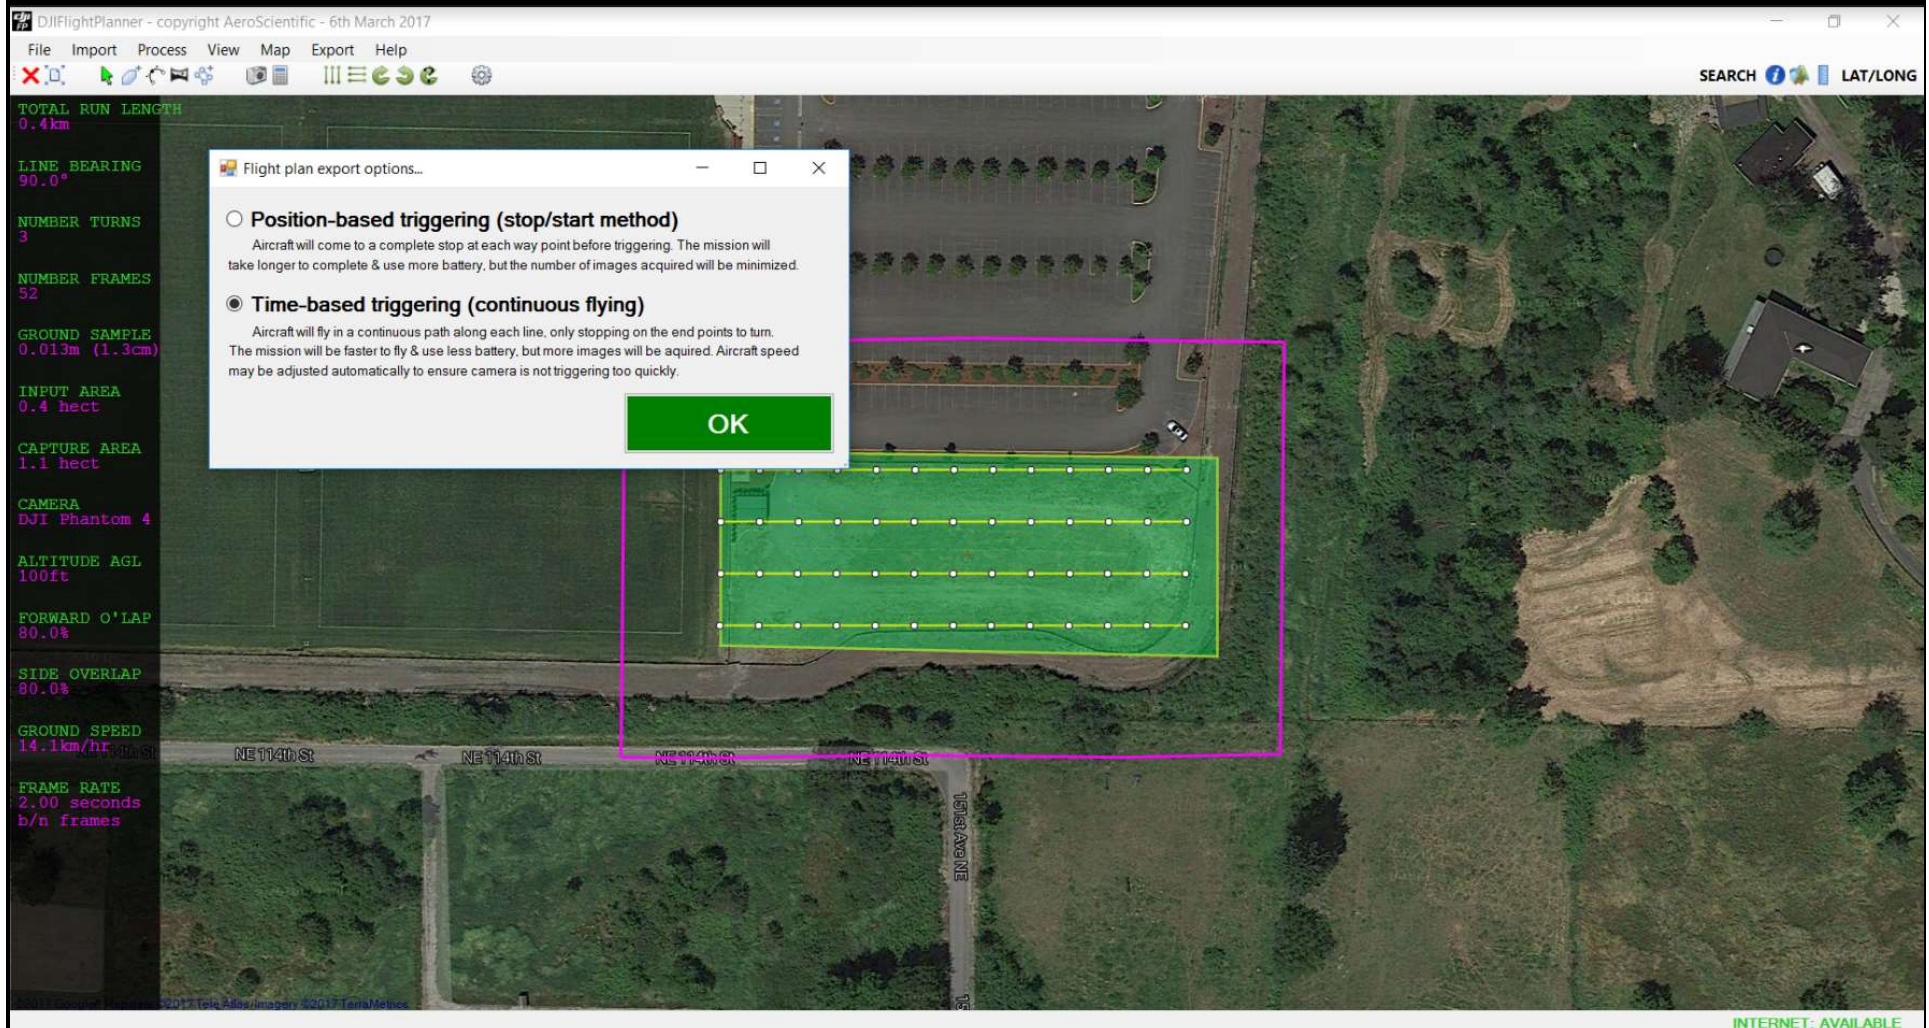 DJIFlightPlanner - copyright AeroScientific - 6th March 2017
File Import Process View Map Export Help
SEARCH LAT/LONG
TOTAL RUN LENGTH
0.4km
LINE BEARING
90.0°
NUMBER TURNS
3
NUMBER FRAMES
52
GROUND SAMPLE
0.013m (1.3cm)
INPUT AREA
0.4 hect
CAPTURE AREA
1.1 hect
CAMERA
DJI Phantom 4
ALTITUDE AGL
100ft
FORWARD O'LAP
80.0%
SIDE OVERLAP
80.0%
GROUND SPEED
14.1km/hr
FRAME RATE
2.00 seconds
b/n frames
Flight plan export options...
Position-based triggering (stop/start method)
Aircraft will come to a complete stop at each way point before triggering. The mission will
take longer to complete & use more battery, but the number of images acquired will be minimized.
Time-based triggering (continuous flying)
Aircraft will fly in a continuous path along each line, only stopping on the end points to turn.
The mission will be faster to fly & use less battery, but more images will be aquired. Aircraft speed
may be adjusted automatically to ensure camera is not triggering too quickly.
OK
NE 114th St
NE 114th St
NE 114th St
NE 114th St
151st Ave NE
©2017 Tele Atlas, Imagery ©2017 TerraMetrics
INTERNET: AVAILABLE